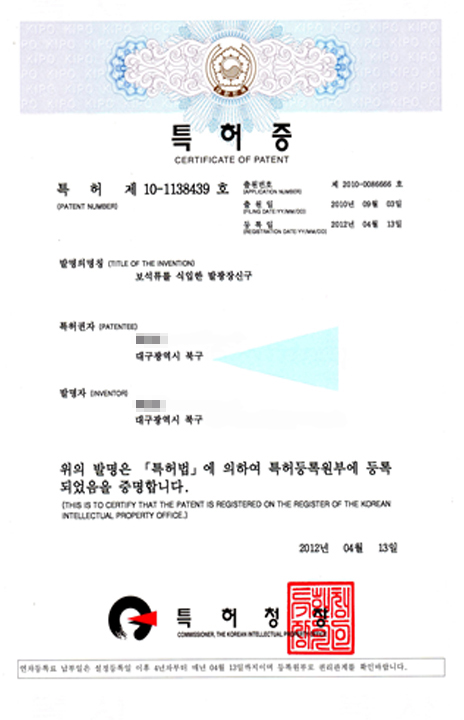 특허증
CERTIFICATE OF PATENT
특 허 제 10-1138439 호
(PATENT NUMBER)
출원번호 제 2010-0086666 호
(APPLICATION NUMBER)
출 원 일 2010년 09월 03일
(FILING DATE:YY/MM/DD)
등 록 일 2012년 04월 13일
(REGISTRATION DATE:YY/MM/DD)
발명의명칭 (TITLE OF THE INVENTION)
보석류를 식입한 발광장신구
특허권자 (PATENTEE)
대구광역시 북구
발명자 (INVENTOR)
대구광역시 북구
위의 발명은 「특허법」에 의하여 특허등록원부에 등록
되었음을 증명합니다.
(THIS IS TO CERTIFY THAT THE PATENT IS REGISTERED ON THE REGISTER OF THE KOREAN
INTELLECTUAL PROPERTY OFFICE.)
2012년 04월 13일
특 허 청 장
COMMISSIONER, THE KOREAN INTELLECTUAL PROPERTY OFFICE
연차등록료 납부일은 설정등록일 이후 4년차부터 매년 04월 13일까지이며 등록원부로 권리관계를 확인바랍니다.